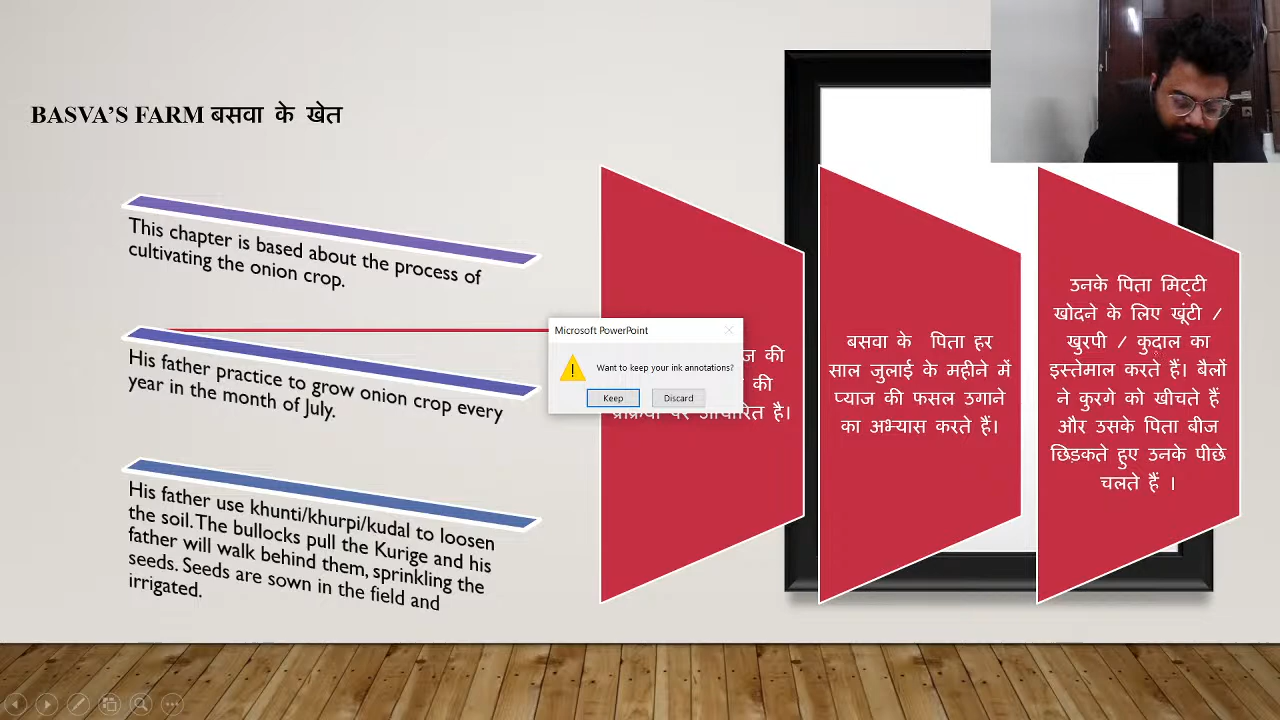 BASVA'S FARM बसवा के खेत
This chapter is based about the process of
cultivating the onion crop.
His father practice to grow onion crop every
year in the month of July.
His father use khunti/khurpi/kudal to loosen
the soil. The bullocks pull the Kurige and his
father will walk behind them, sprinkling the
seeds. Seeds are sown in the field and
irrigated.
Microsoft PowerPoint
Want to keep your ink annotations?
Keep Discard
की
की
है।
बसवा के पिता हर
साल जुलाई के महीने में
प्याज की फसल उगाने
का अभ्यास करते हैं।
उनके पिता मिट्टी
खोदने के लिए खूंटी /
खुरपी / कुदाल का
इस्तेमाल करते हैं। बैलों
ने कुरगे को खीचते हैं
और उसके पिता बीज
छिड़कते हुए उनके पीछे
चलते हैं ।